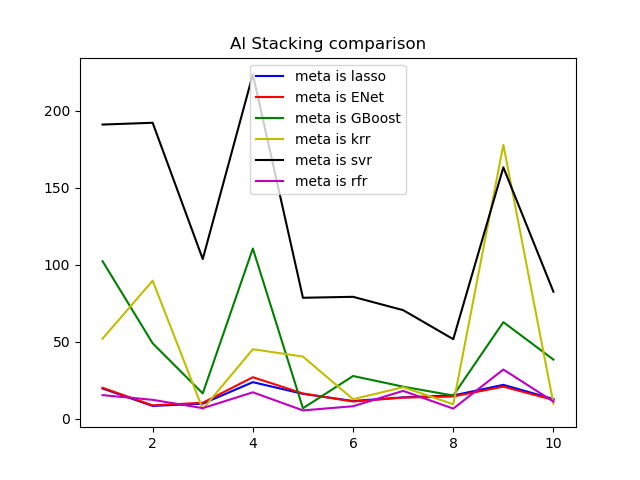 Al Stacking comparison
meta is lasso
meta is ENet
meta is GBoost
meta is krr
meta is svr
meta is rfr
200
150
100
50
0
2 4 6 8 10